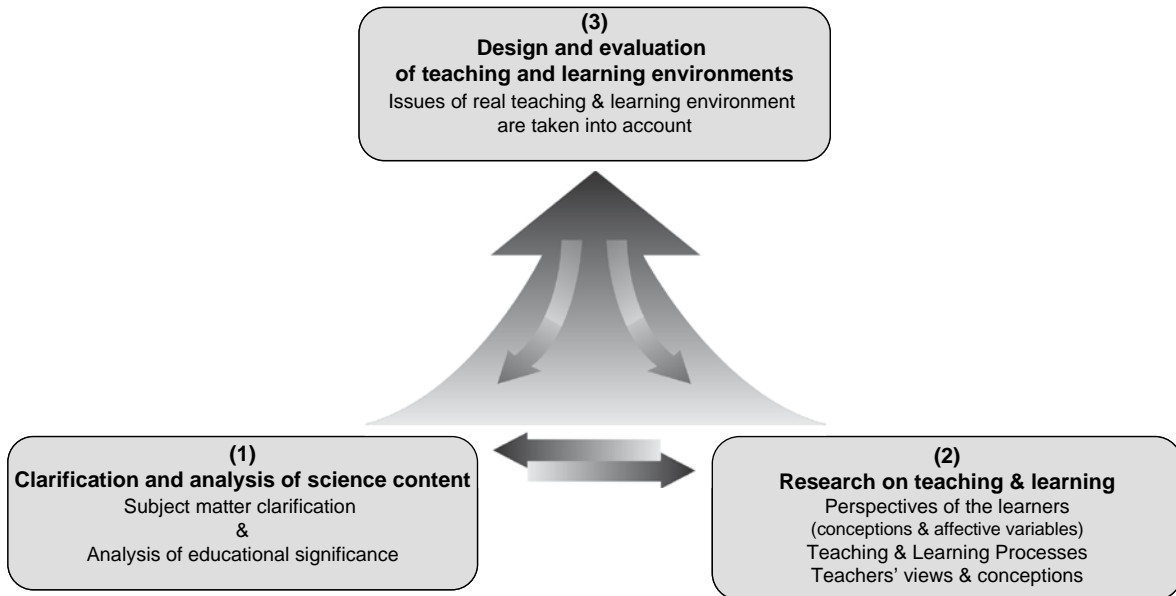 (3)
Design and evaluation
of teaching and learning environments
Issues of real teaching & learning environment
are taken into account
(1)
Clarification and analysis of science content
Subject matter clarification
&
Analysis of educational significance
(2)
Research on teaching & learning
Perspectives of the learners
(conceptions & affective variables)
Teaching & Learning Processes
Teachers’ views & conceptions